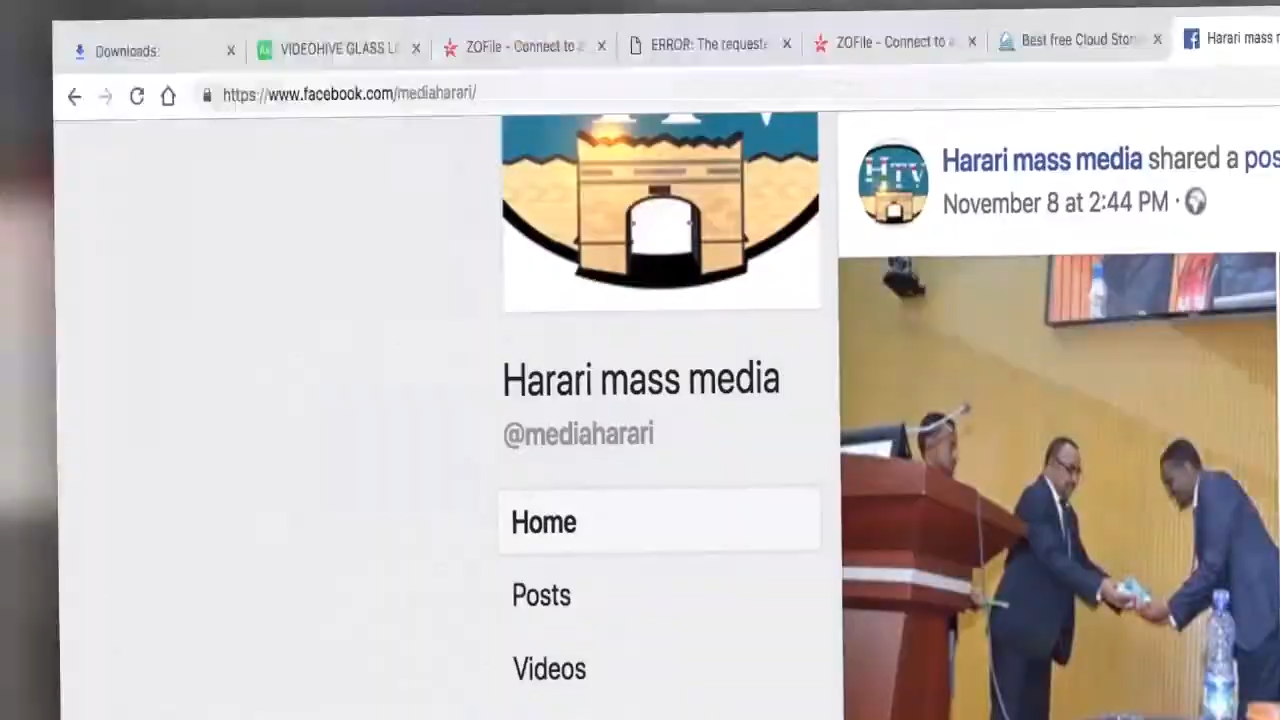 Downloads
VIDEOHIVE GLASS L
ZOFile - Connect to
ERROR: The request
ZOFile - Connect to
Best free Cloud Stor
Harari mass
https://www.facebook.com/mediaharari/
Harari mass media shared a pos
November 8 at 2:44 PM ·
HTV
Harari mass media
@mediaharari
Home
Posts
Videos